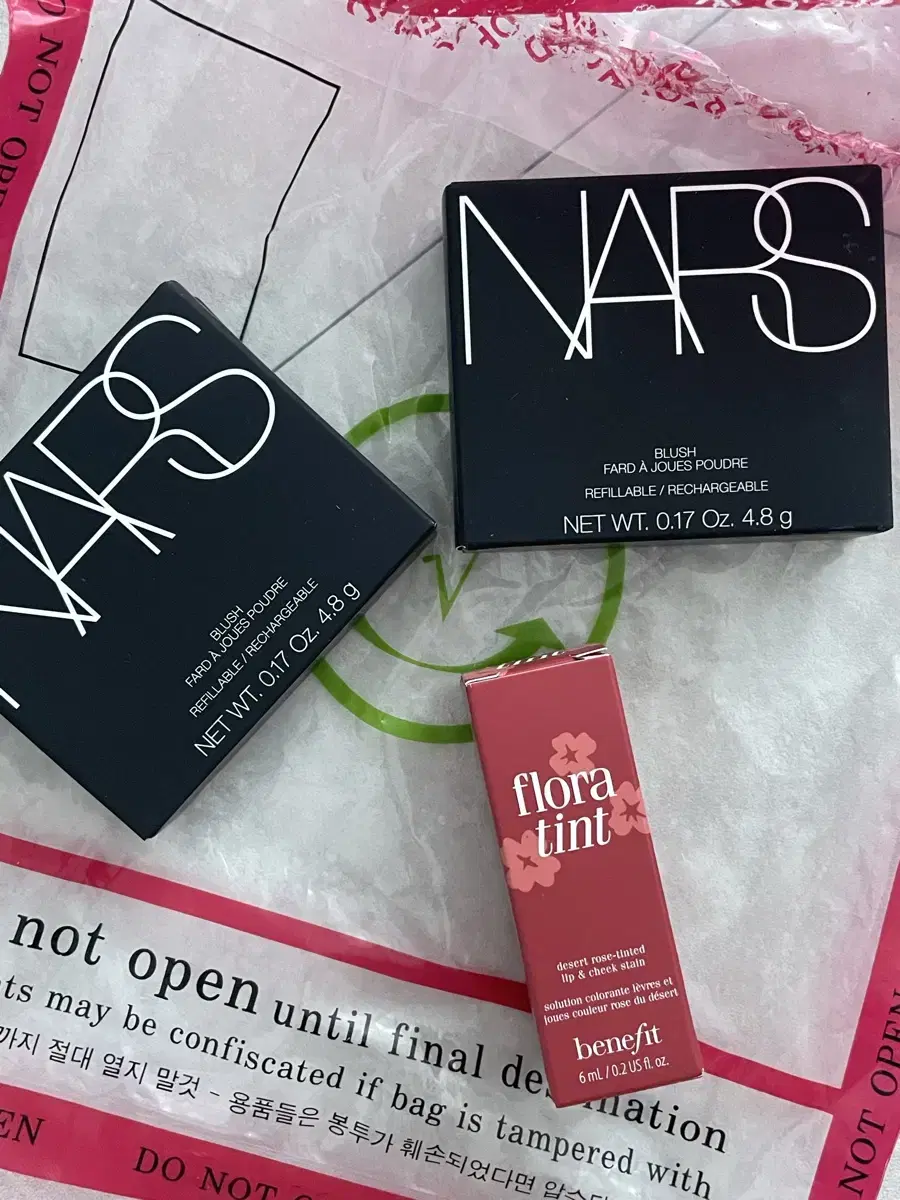 DO NOT OPEN
NARS
BLUSH
FARD À JOUES POUDRE
REFILLABLE / RECHARGEABLE
NET WT. 0.17 Oz. 4.8 g
NARS
BLUSH
FARD À JOUES POUDRE
REFILLABLE / RECHARGEABLE
NET WT. 0.17 Oz. 4.8 g
flora
tint
desert rose-tinted
lip & cheek stain
solution colorante lèvres et
joues couleur rose du désert
benefit
6 mL / 0.2 US fl. oz.
not open until final
may be confiscated if bag is tampered with
까지 절대 열지 말것 - 용품들은 봉투가 훼손되었다면
DO NOT
NOT OPEN